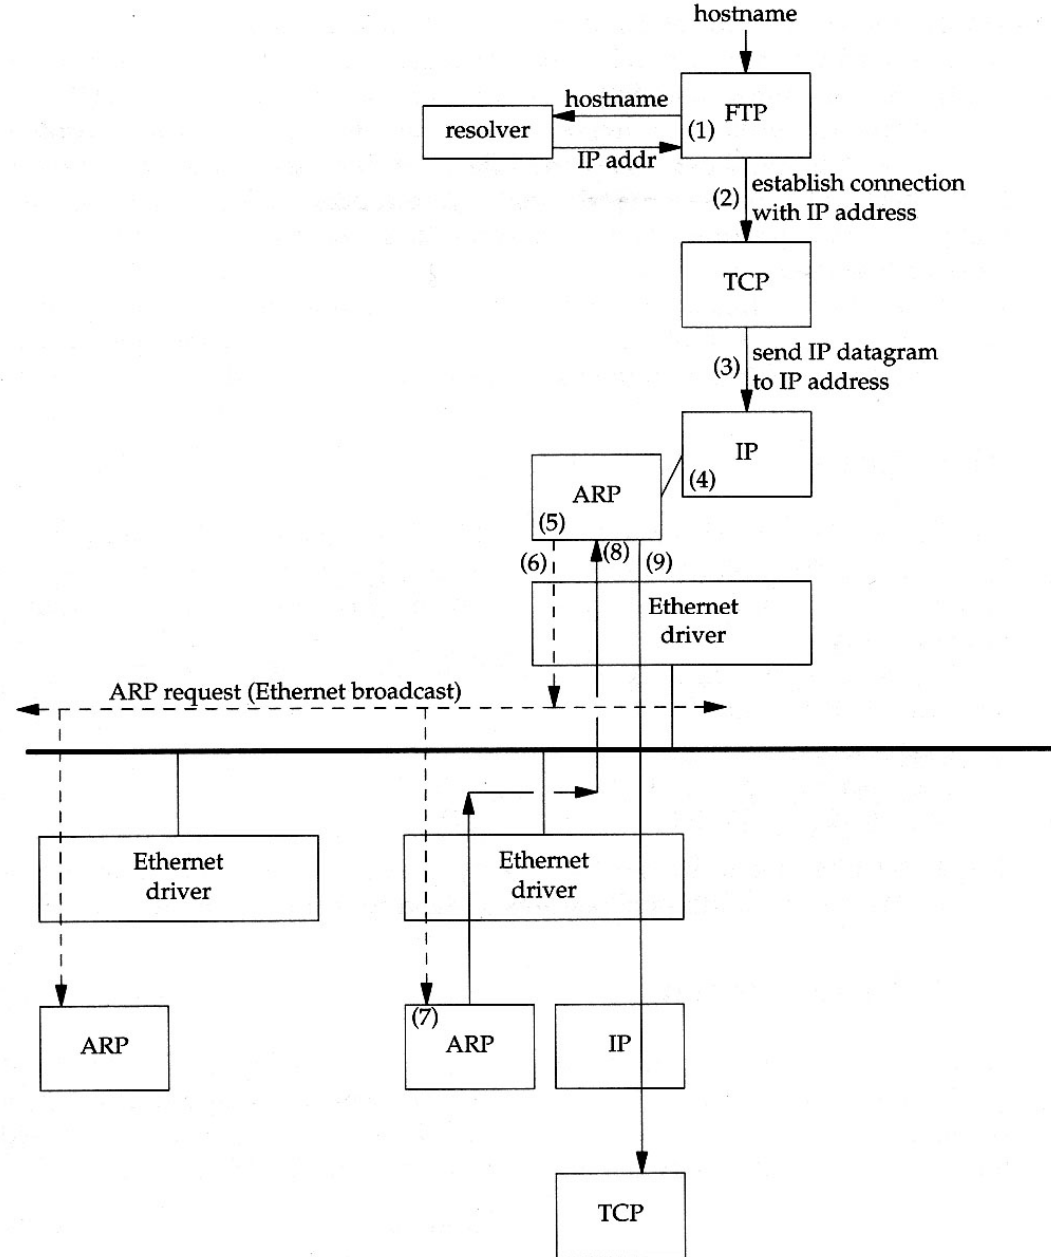 hostname
hostname
FTP
(1)
resolver
IP addr
(2)
establish connection
with IP address
TCP
(3)
send IP datagram
to IP address
IP
(4)
ARP
(5)
(6)
(8)
(9)
Ethernet
driver
ARP request (Ethernet broadcast)
Ethernet
driver
Ethernet
driver
ARP
(7)
ARP
IP
TCP